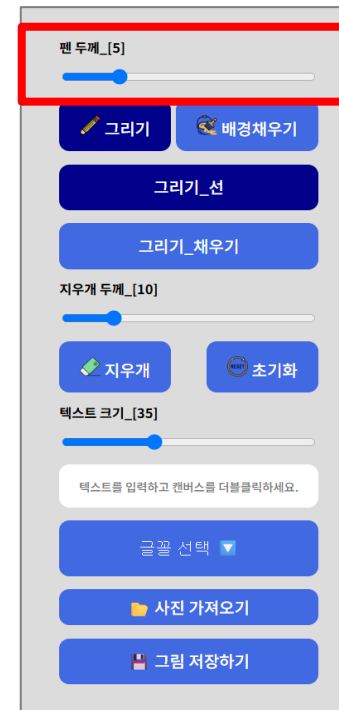 펜 두께_[5]
그리기
배경채우기
그리기_선
그리기_채우기
지우개 두께_[10]
지우개
RESET 초기화
텍스트 크기_[35]
텍스트를 입력하고 캔버스를 더블클릭하세요.
글꼴 선택
사진 가져오기
그림 저장하기